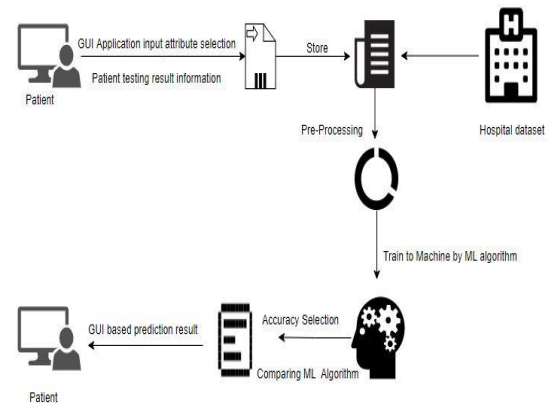 GUI Application input attribute selection
Patient testing result information
Patient
Store
Hospital dataset
Pre-Processing
Train to Machine by ML algorithm
Accuracy Selection
Comparing ML Algorithm
GUI based prediction result
Patient